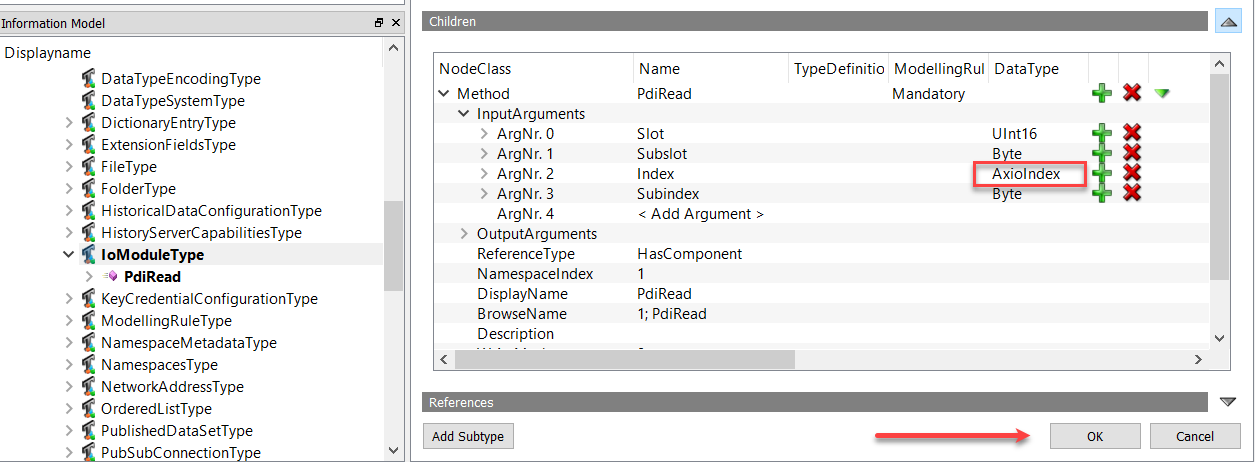 Information Model
Displayname
DataTypeEncodingType
DataTypeSystemType
DictionaryEntryType
ExtensionFieldsType
FileType
FolderType
HistoricalDataConfigurationType
HistoryServerCapabilitiesType
IoModuleType
PdiRead
KeyCredentialConfigurationType
ModellingRuleType
NamespaceMetadataType
NamespacesType
NetworkAddressType
OrderedListType
PublishedDataSetType
PubSubConnectionType
Children
NodeClass Name TypeDefinitio ModellingRul DataType
Method PdiRead Mandatory
InputArguments
ArgNr. 0 Slot UInt16
ArgNr. 1 Subslot Byte
ArgNr. 2 Index AxioIndex
ArgNr. 3 Subindex Byte
ArgNr. 4 < Add Argument >
OutputArguments
ReferenceType HasComponent
NamespaceIndex 1
DisplayName PdiRead
BrowseName 1; PdiRead
Description
References
Add Subtype OK Cancel